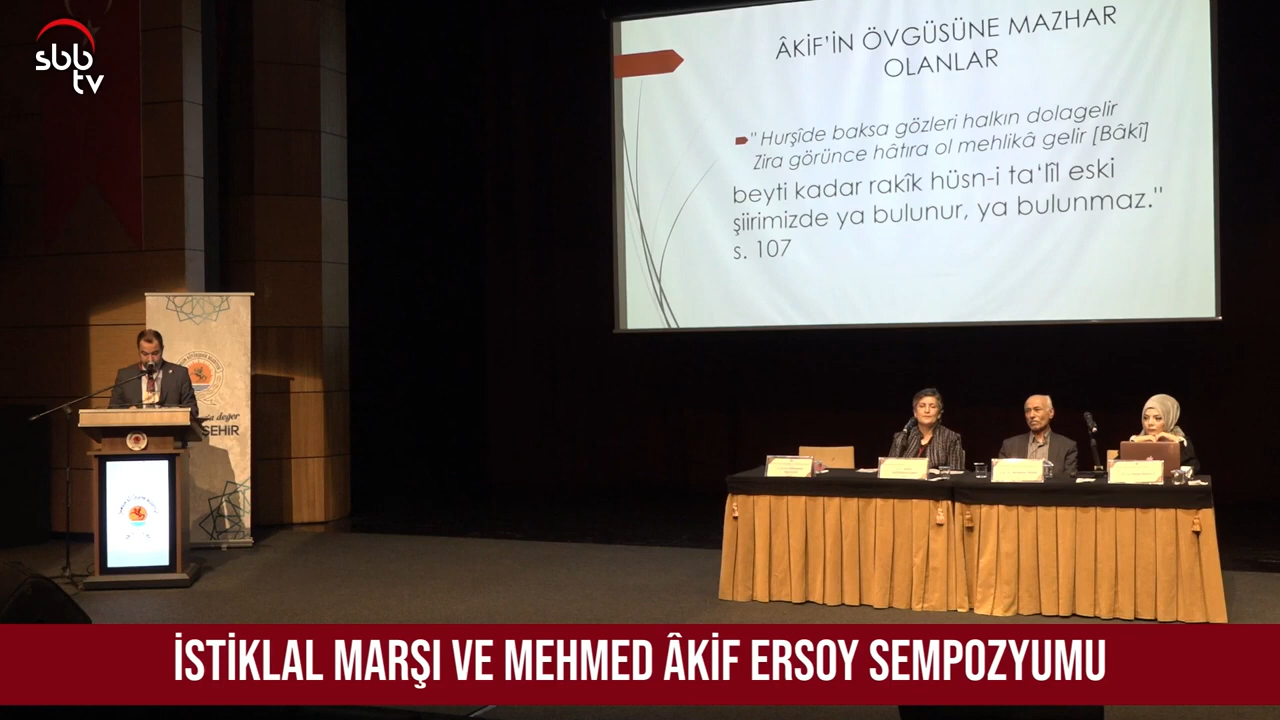 sbb
tv
ÂKİF'İN ÖVGÜSÜNE MAZHAR
OLANLAR
"Hurşîde baksa gözleri halkın dolagelir
Zira görünce hâtıra ol mehlikâ gelir [Bâkî]
beyti kadar rakîk hüsn-i ta‘lîl eski
şiirimizde ya bulunur, ya bulunmaz."
s. 107
değer
ŞEHİR
İSTİKLAL MARŞI VE MEHMED ÂKİF ERSOY SEMPOZYUMU